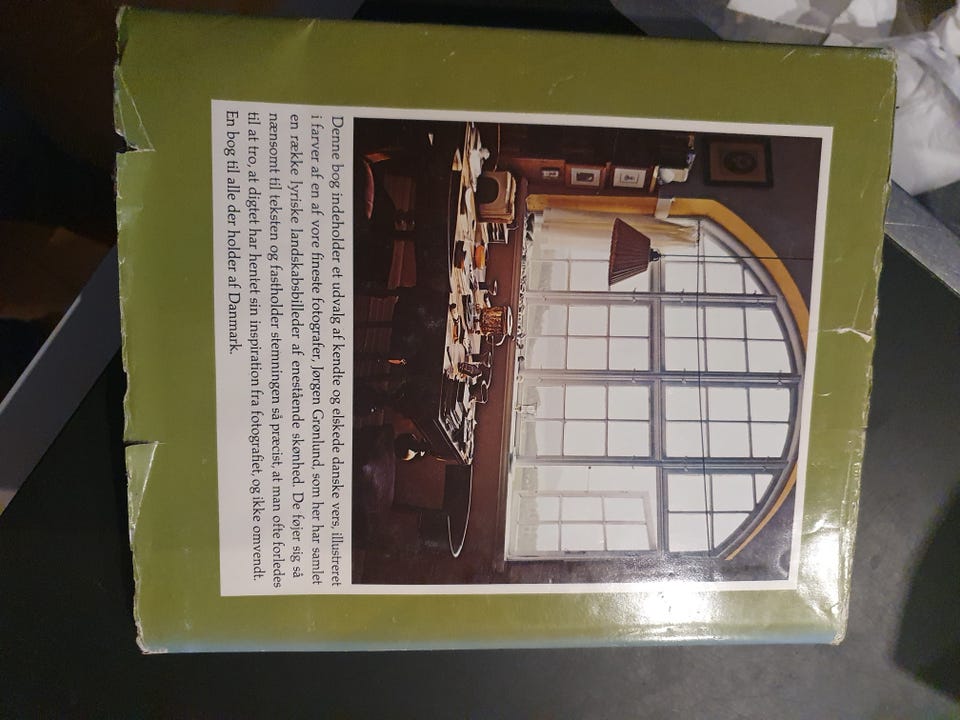 Denne bog indeholder et udvalg af kendte og elskede danske vers, illustreret
i farver af en af vore fineste fotografer, Jørgen Grønlund, som her har samlet
en række lyriske landskabsbilleder af enestående skønhed. De føjer sig så
nænsomt til teksten og fastholder stemningen så præcist, at man ofte forledes
til at tro, at digtet har hentet sin inspiration fra fotografiet, og ikke omvendt.
En bog til alle der holder af Danmark.